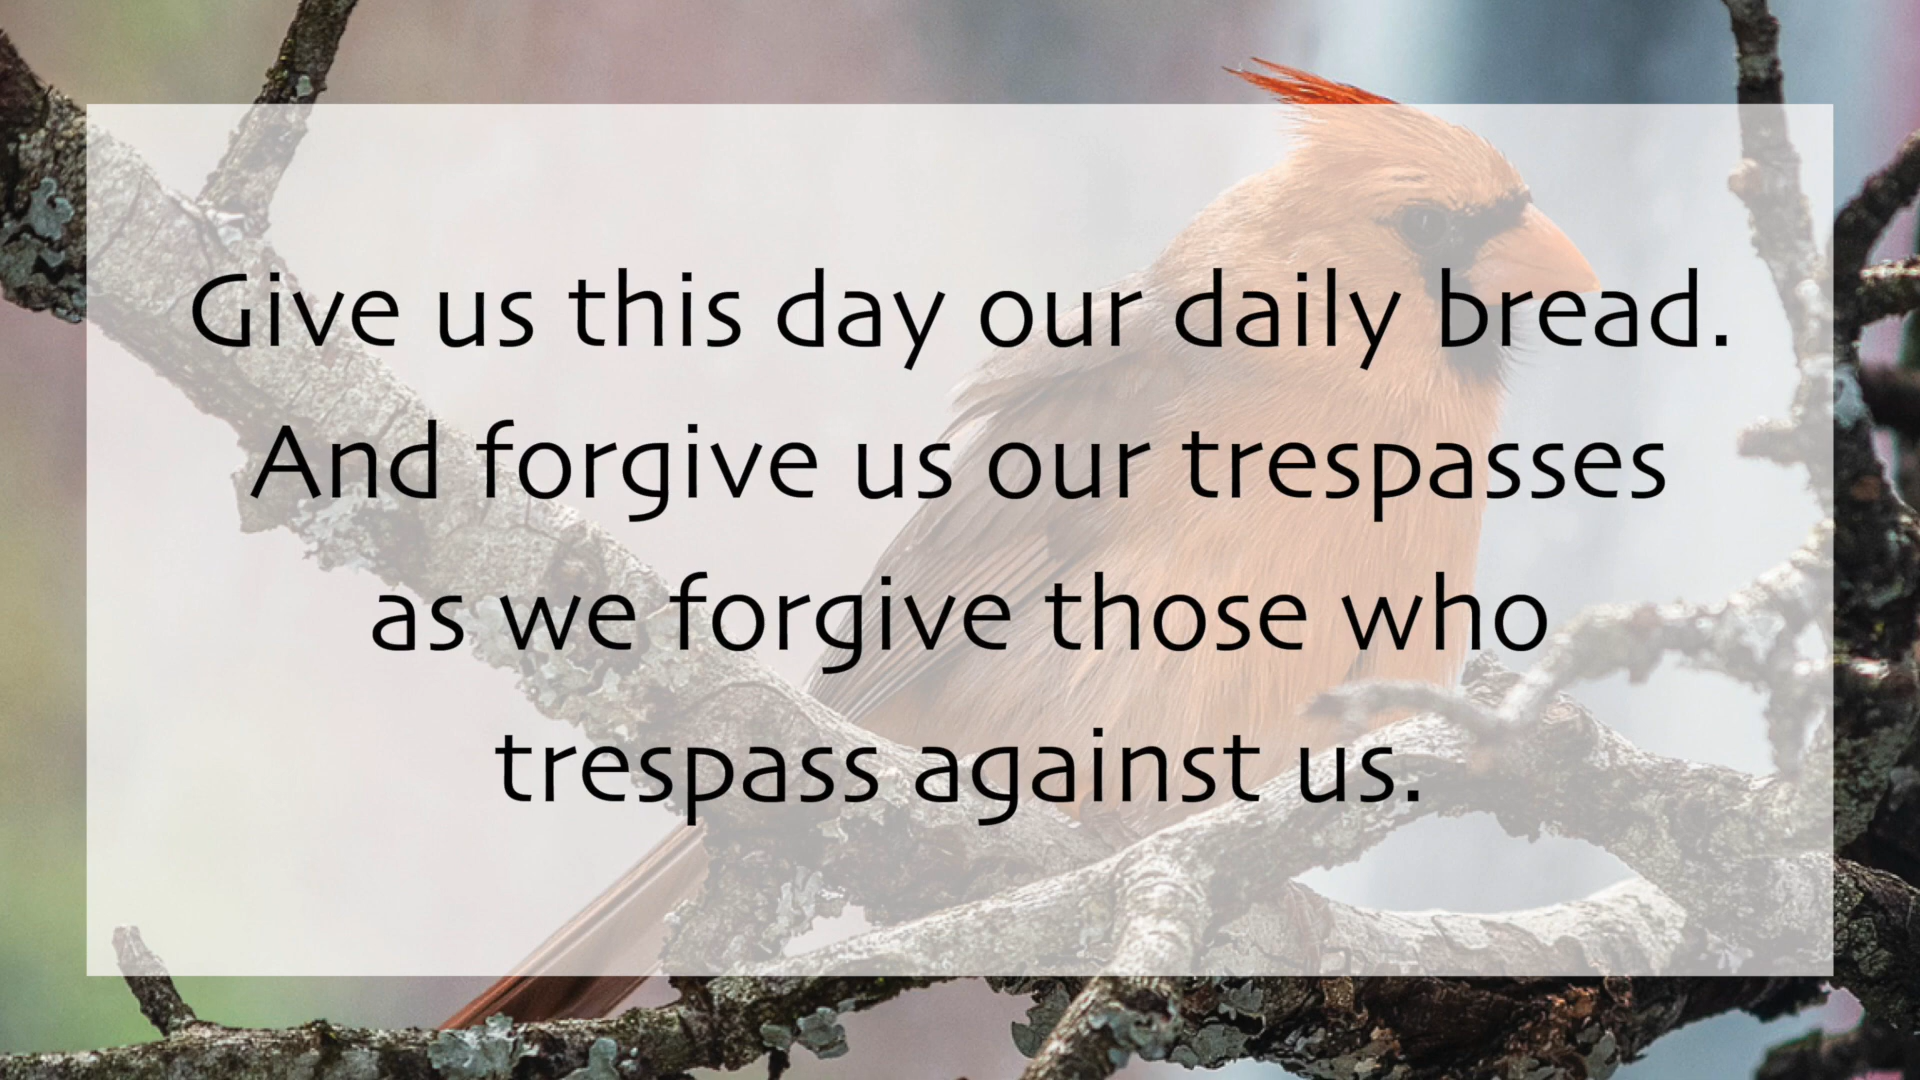 Give us this day our daily bread.
And forgive us our trespasses
as we forgive those who
trespass against us.